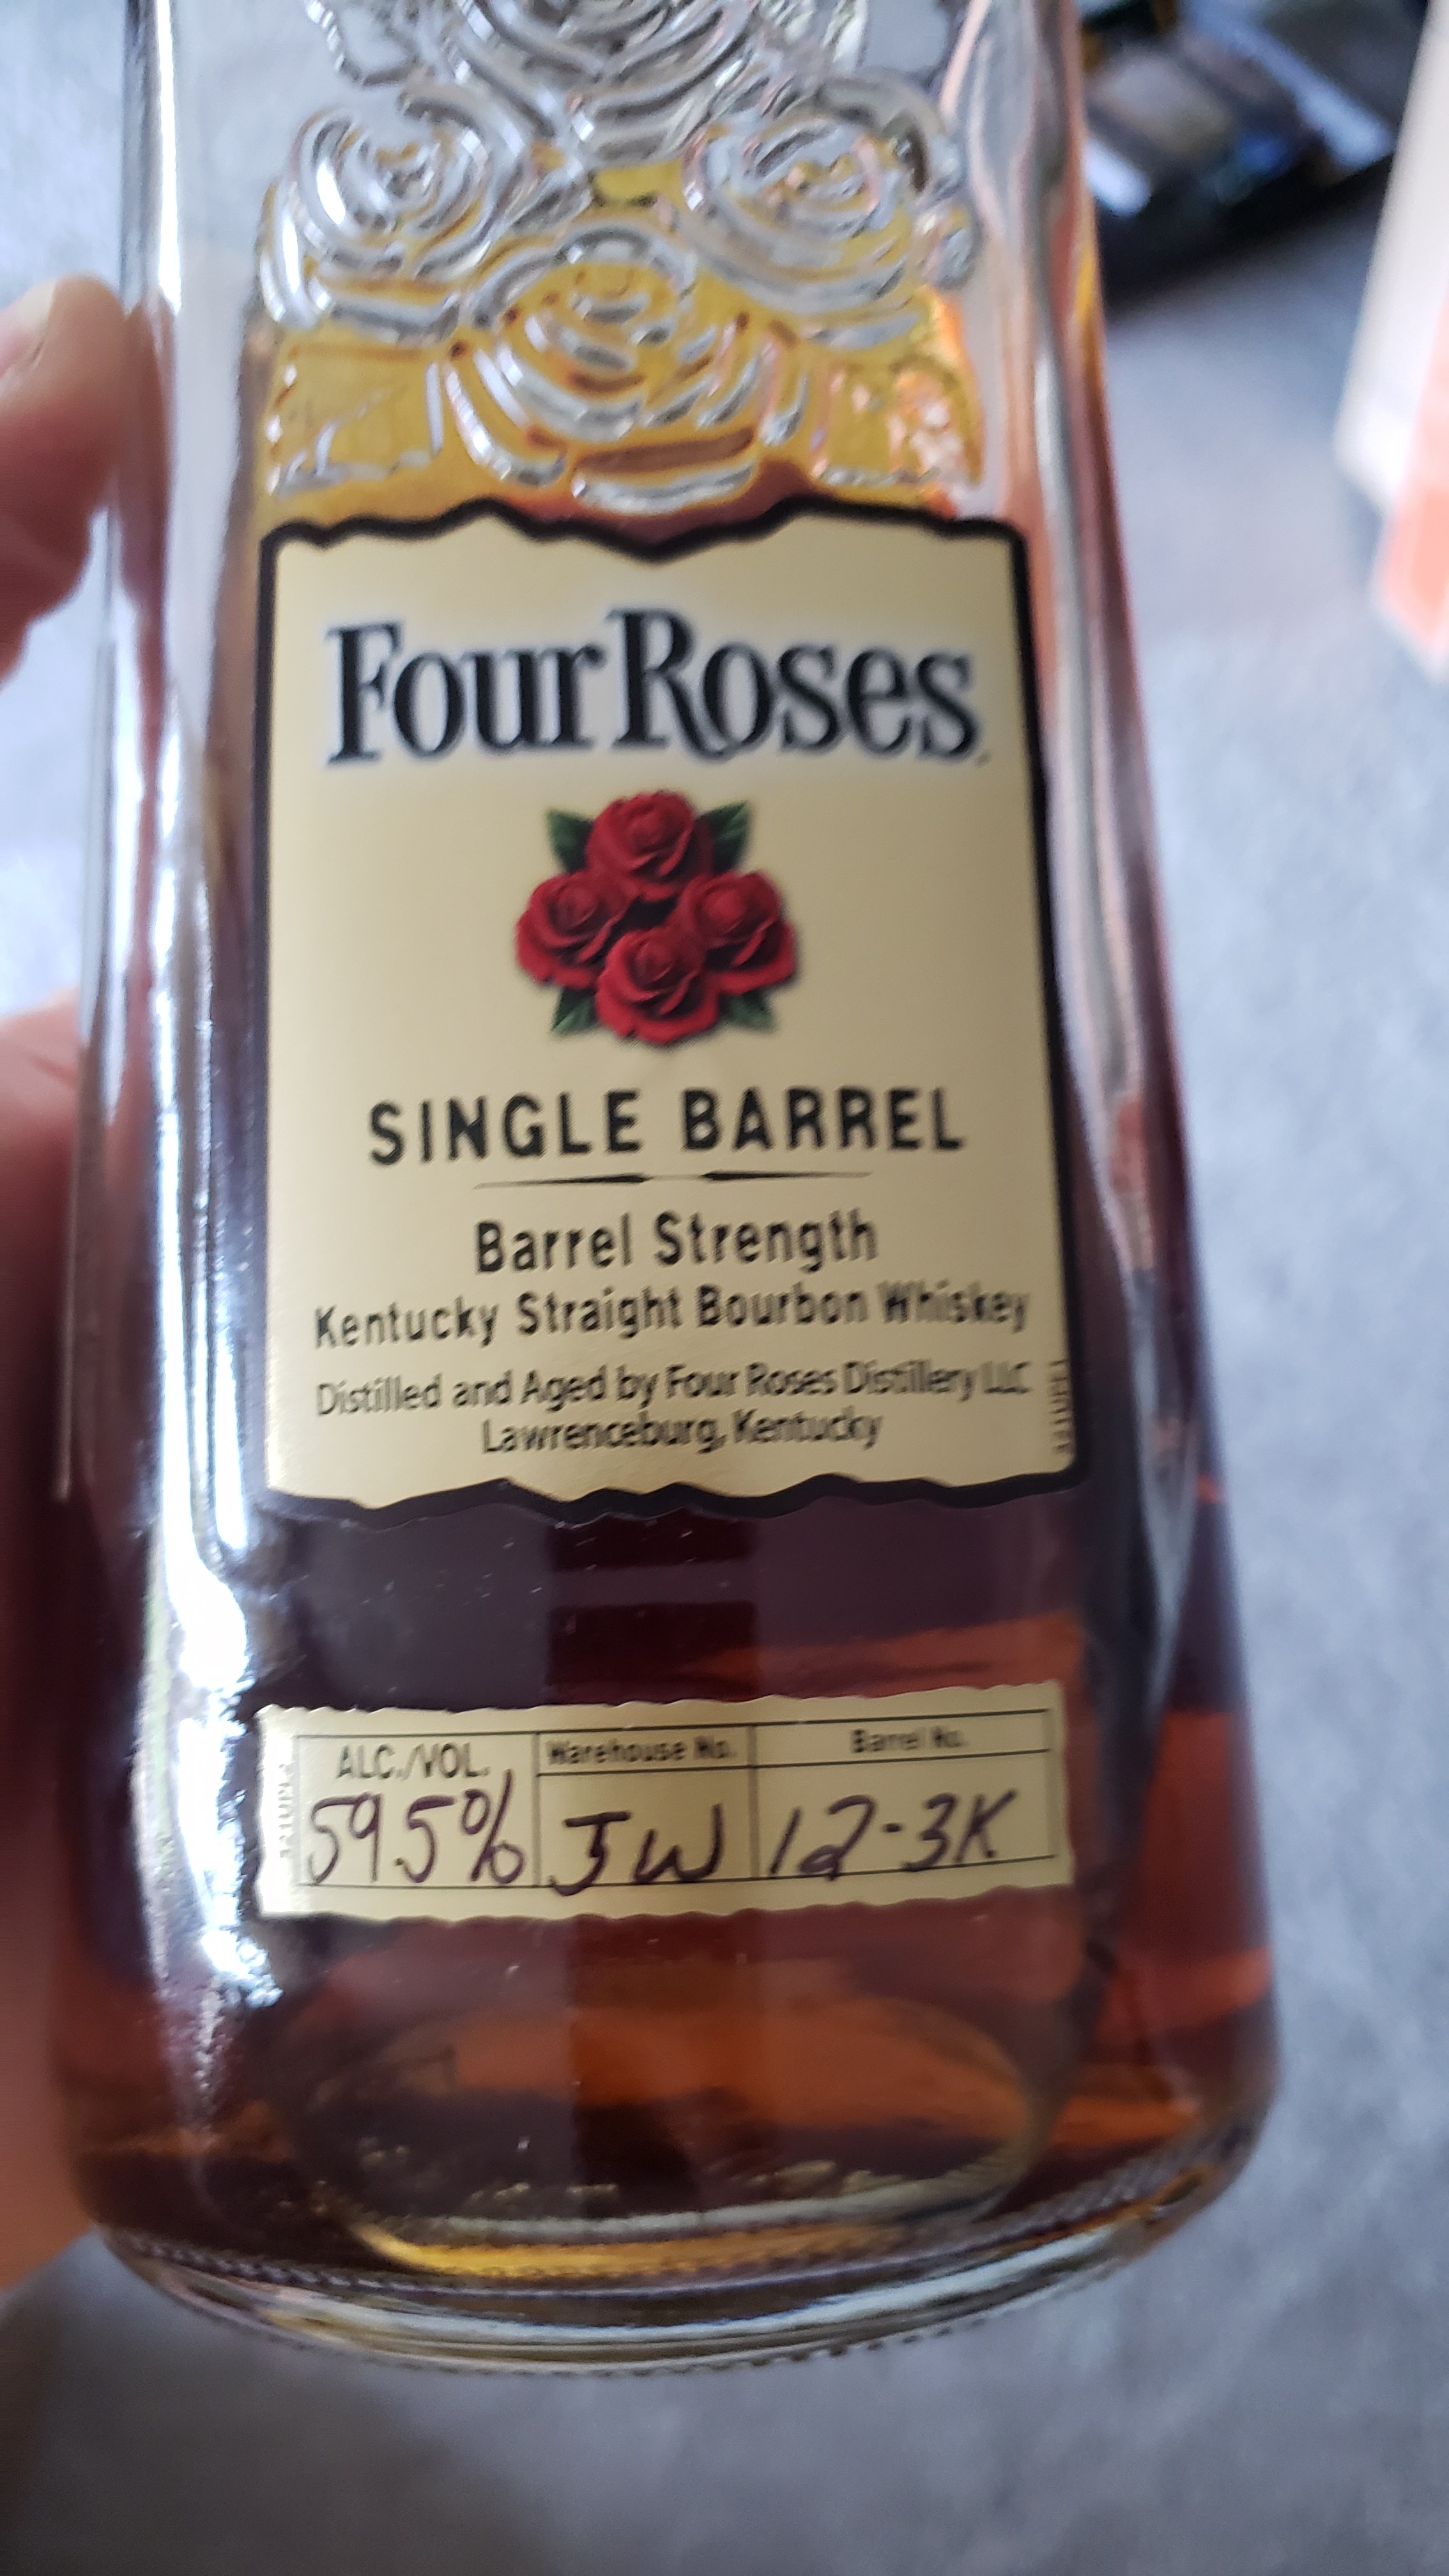 Four Roses
SINGLE BARREL
Barrel Strength
Kentucky Straight Bourbon Whiskey
Distilled and Aged by Four Roses Distillery LLC
Lawrenceburg, Kentucky
ALC./VOL. Warehouse No. Barrel No.
59.5% JW 12-3K